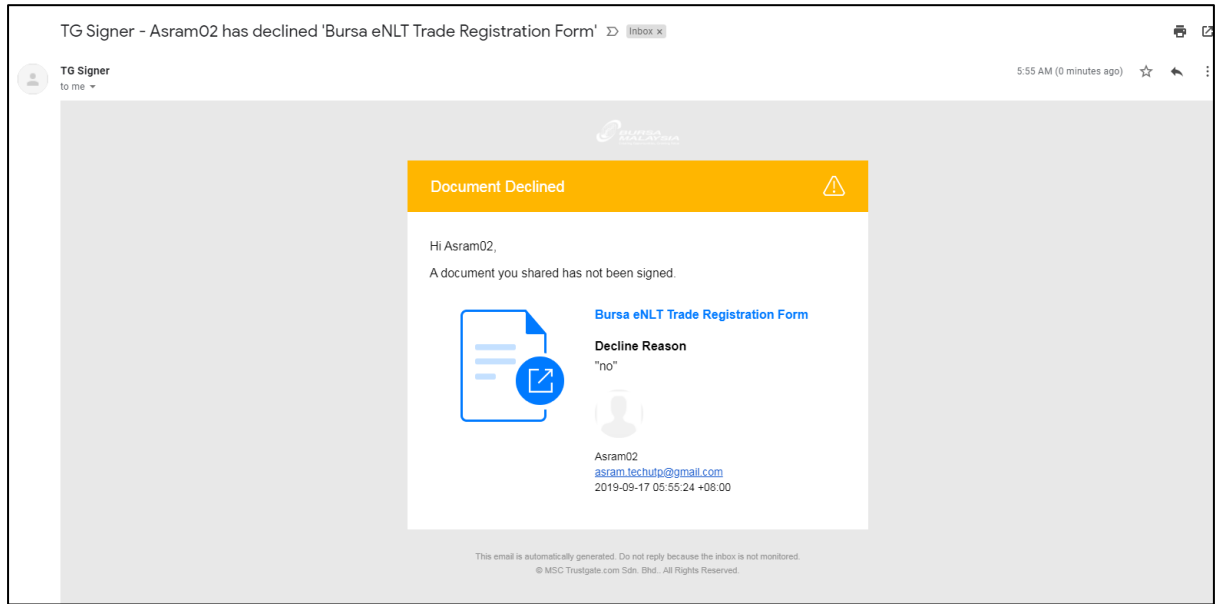 TG Signer - Asram02 has declined 'Bursa eNLT Trade Registration Form' Inbox x
TG Signer
to me
5:55 AM (0 minutes ago)
BURSA
MALAYSIA
Document Declined
Hi Asram02,
A document you shared has not been signed.
Bursa eNLT Trade Registration Form
Decline Reason
"no"
Asram02
asram.techutp@gmail.com
2019-09-17 05:55:24 +08:00
This email is automatically generated. Do not reply because the inbox is not monitored.
© MSC Trustgate.com Sdn. Bhd.. All Rights Reserved.